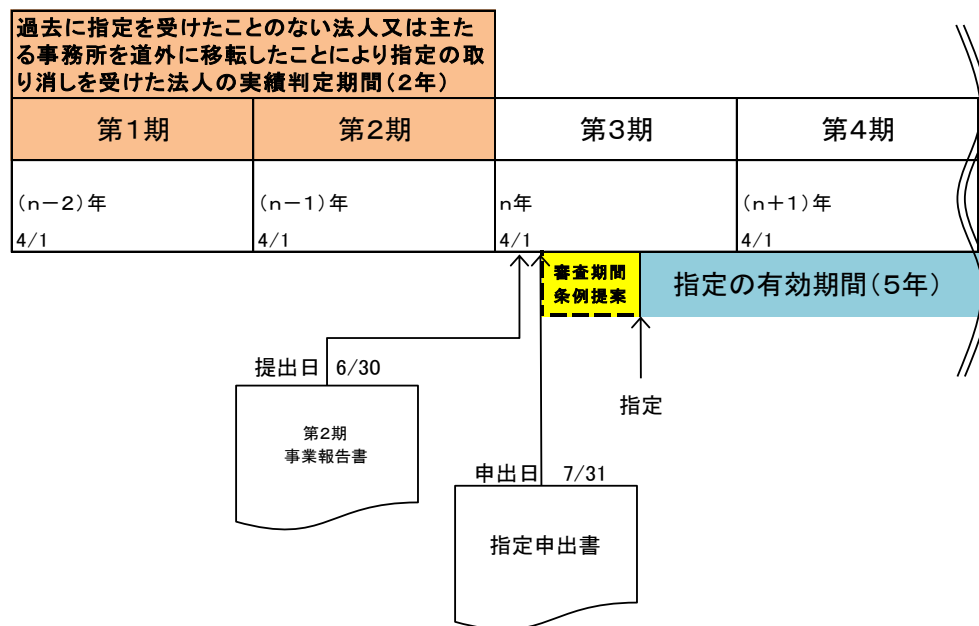 過去に指定を受けたことのない法人又は主た
る事務所を道外に移転したことにより指定の取
り消しを受けた法人の実績判定期間(2年)
第1期
第2期
第3期
第4期
(n-2)年
4/1
(n-1)年
4/1
n年
4/1
(n+1)年
4/1
審査期間
条例提案
指定の有効期間(5年)
提出日 6/30
指定
第2期
事業報告書
申出日 7/31
指定申出書